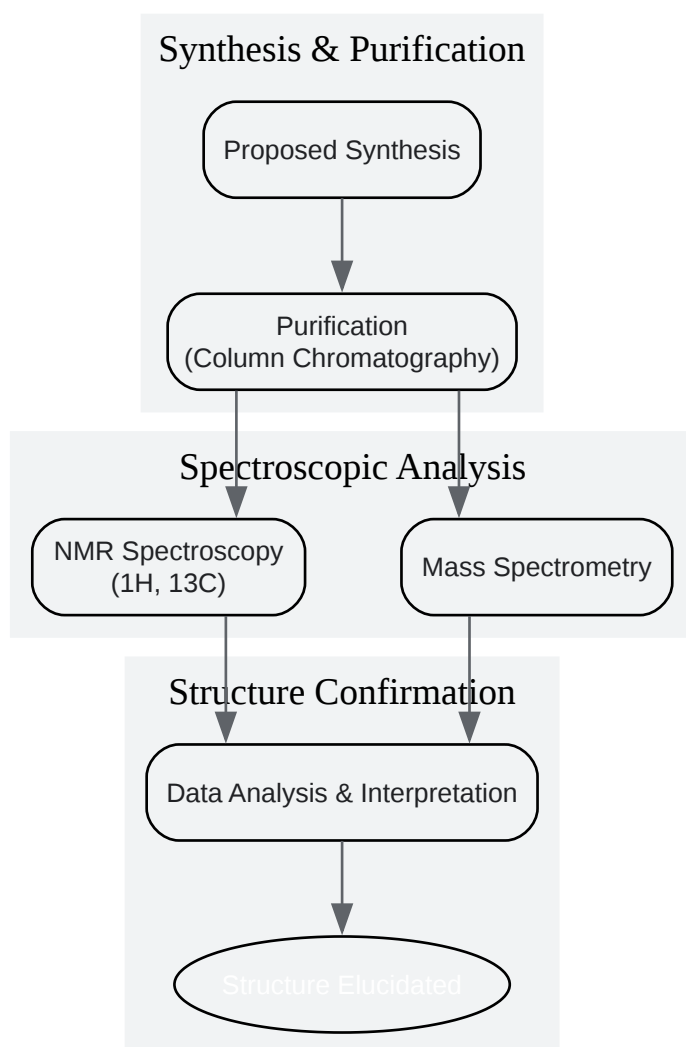 Synthesis & Purification
Proposed Synthesis
Purification
(Column Chromatography)
Spectroscopic Analysis
NMR Spectroscopy
(1H, 13C)
Mass Spectrometry
Structure Confirmation
Data Analysis & Interpretation
Structure Elucidated